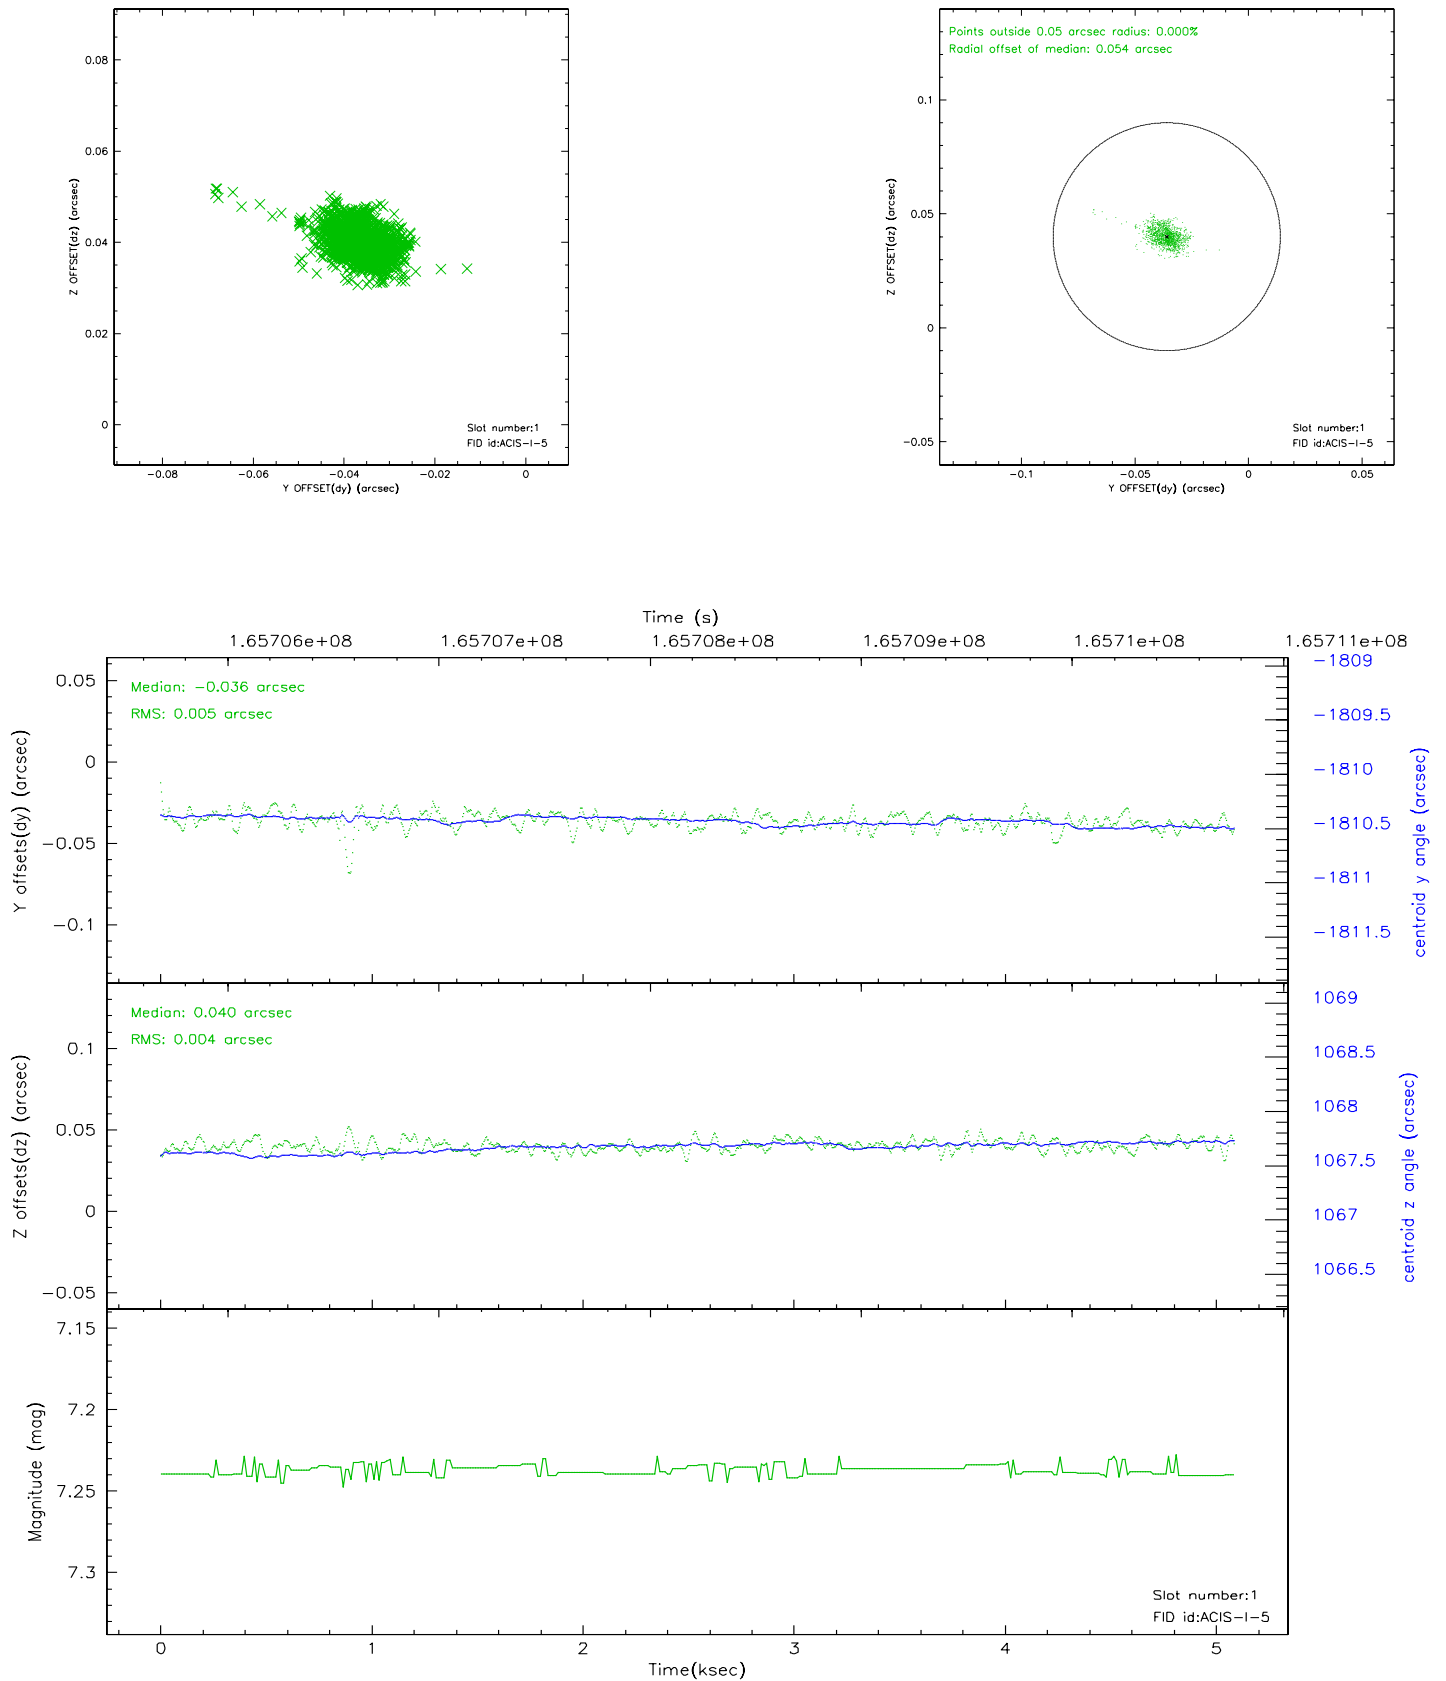 0.08
0.06
0.04
0.02
0
Z OFFSET(dz) (arcsec)
Slot number:1
FID id:ACIS-I-5
-0.08 -0.06 -0.04 -0.02 0
Y OFFSET(dy) (arcsec)
Points outside 0.05 arcsec radius: 0.000%
Radial offset of median: 0.054 arcsec
0.1
0.05
0
-0.05
Z OFFSET(dz) (arcsec)
Slot number:1
FID id:ACIS-I-5
-0.1 -0.05 0 0.05
Y OFFSET(dy) (arcsec)
Time (s)
1.65706e+08 1.65707e+08 1.65708e+08 1.65709e+08 1.6571e+08 1.65711e+08
Median: -0.036 arcsec
RMS: 0.005 arcsec
0.05
0
-0.05
-0.1
Y offsets(dy) (arcsec)
-1809
-1809.5
-1810
-1810.5
-1811
-1811.5
centroid y angle (arcsec)
Median: 0.040 arcsec
RMS: 0.004 arcsec
0.1
0.05
0
-0.05
Z offsets(dz) (arcsec)
1069
1068.5
1068
1067.5
1067
1066.5
centroid z angle (arcsec)
7.15
7.2
7.25
7.3
Magnitude (mag)
Slot number:1
FID id:ACIS-I-5
0 1 2 3 4 5
Time(ksec)